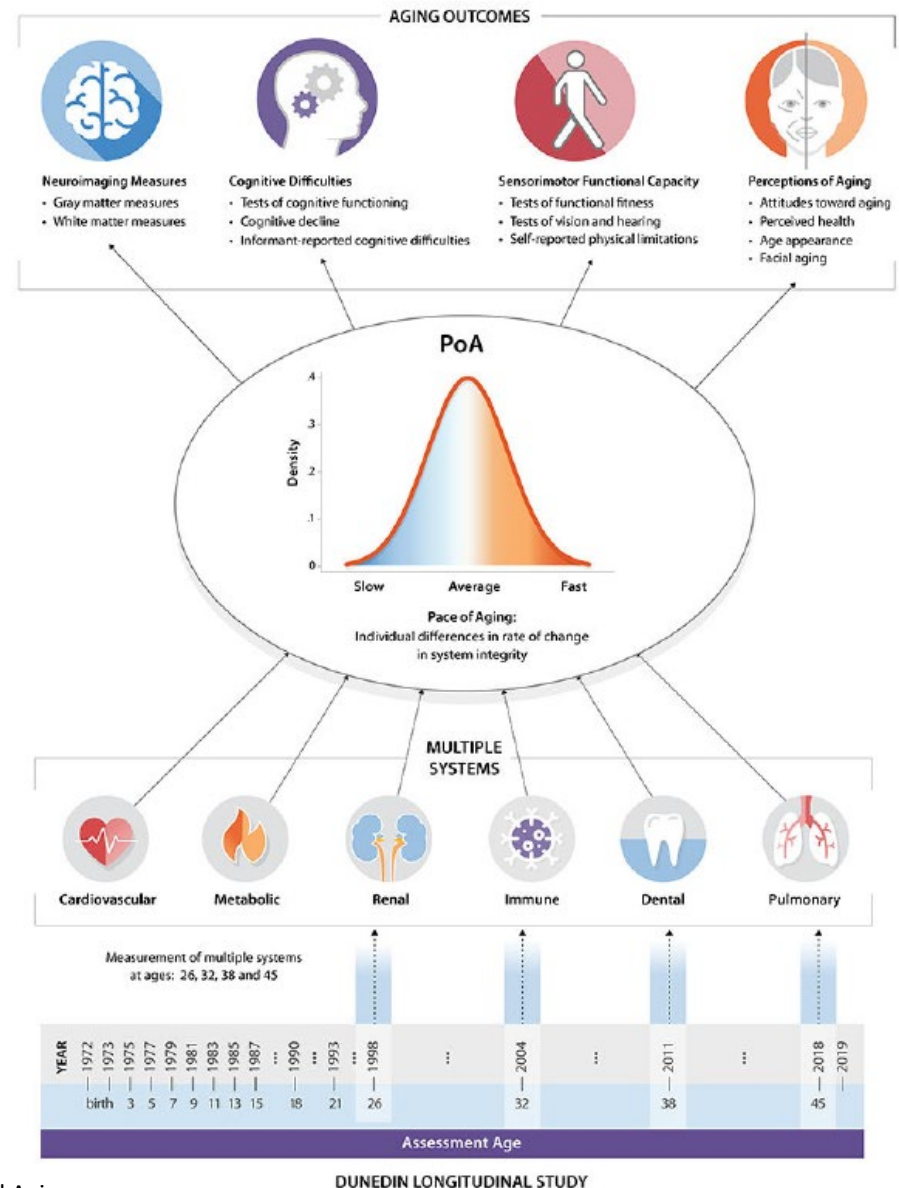 AGING OUTCOMES
Neuroimaging Measures
• Gray matter measures
• White matter measures
Cognitive Difficulties
• Tests of cognitive functioning
• Cognitive decline
• Informant-reported cognitive difficulties
Sensorimotor Functional Capacity
• Tests of functional fitness
• Tests of vision and hearing
• Self-reported physical limitations
Perceptions of Aging
• Attitudes toward aging
• Perceived health
• Age appearance
• Facial aging
PoA
.4
.3
.2
.1
0
Density
Slow Average Fast
Pace of Aging:
Individual differences in rate of change
in system integrity
MULTIPLE
SYSTEMS
Cardiovascular Metabolic Renal Immune Dental Pulmonary
Measurement of multiple systems
at ages: 26, 32, 38 and 45
YEAR 1972 1973 1975 1977 1979 1981 1983 1985 1987 ... 1990 ... 1993 ... 1998 ... 2004 ... 2011 ... 2018 2019
birth 3 5 7 9 11 13 15 18 21 26 32 38 45
Assessment Age
DUNEDIN LONGITUDINAL STUDY